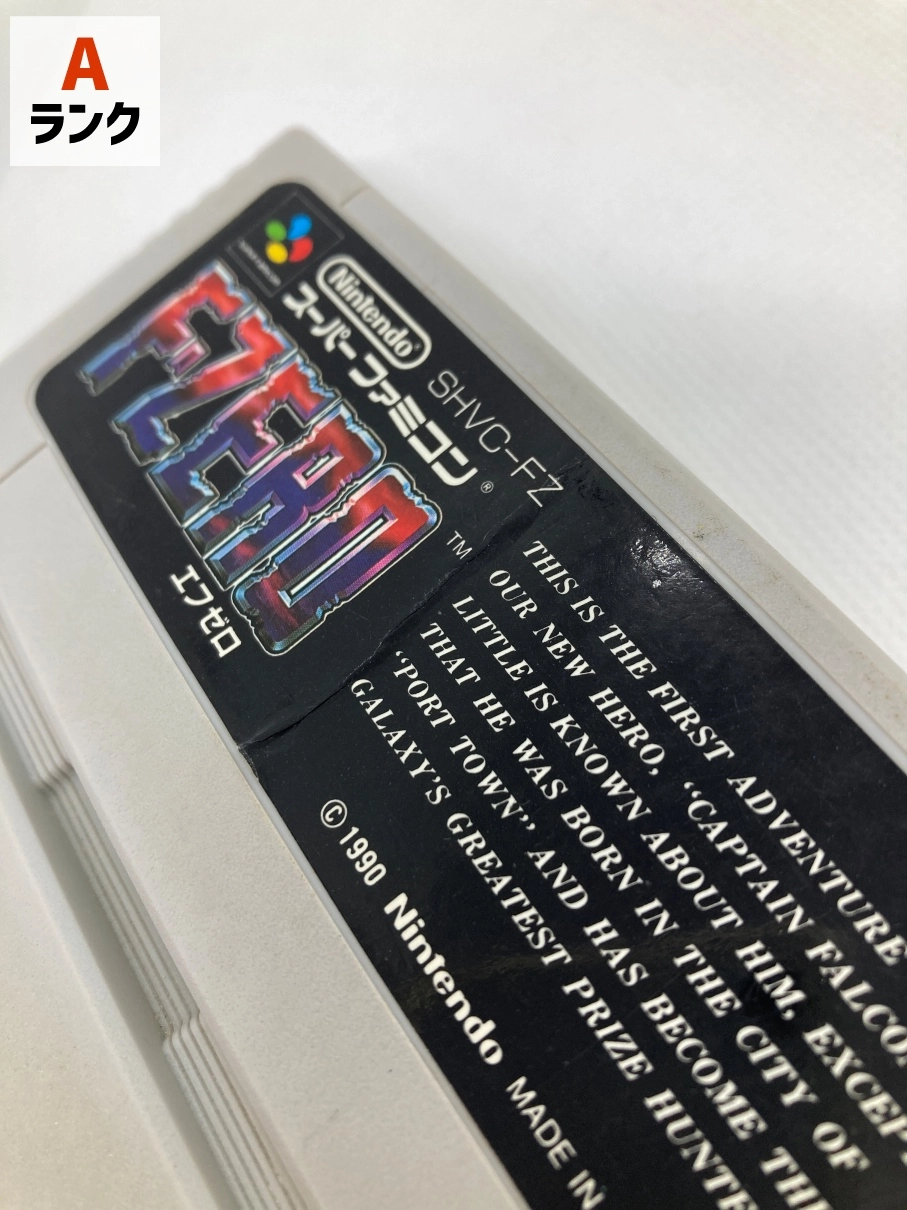 A
ランク
Nintendo®
スーパーファミコン®
SHVC-FZ
F-ZERO
TM
エフゼロ
THIS IS THE FIRST ADVENTURE
OUR NEW HERO, “CAPTAIN FALCO
LITTLE IS KNOWN ABOUT HIM, EXCEP
THAT HE WAS BORN IN THE CITY OF
“PORT TOWN” AND HAS BECOME TH
GALAXY'S GREATEST PRIZE HUNTE
© 1990 Nintendo MADE IN